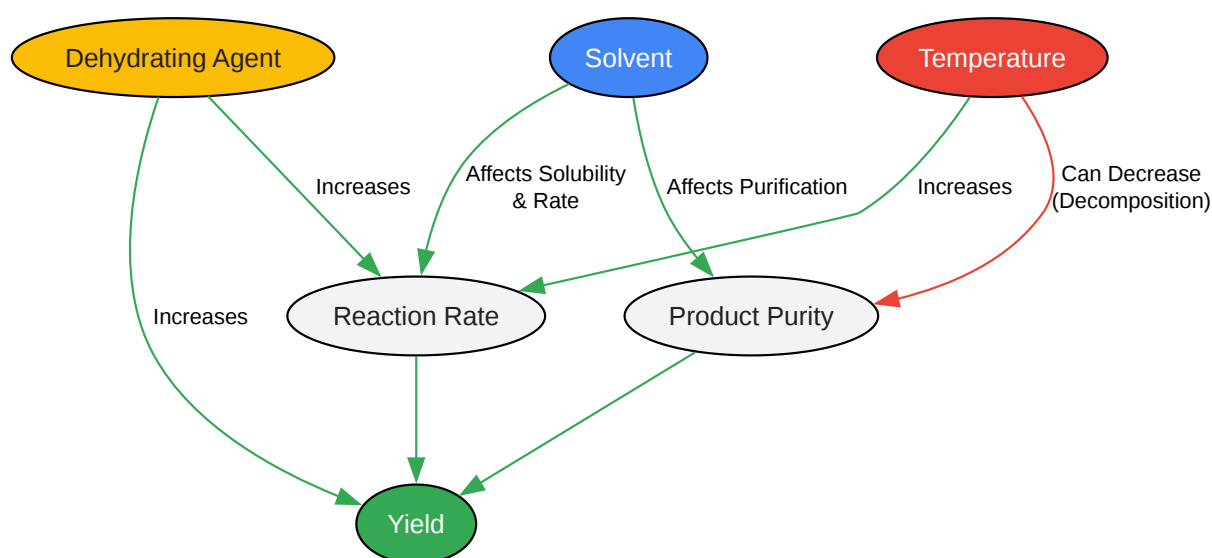 Dehydrating Agent
Solvent
Temperature
Increases
Affects Solubility
& Rate
Affects Purification
Increases
Can Decrease
(Decomposition)
Increases
Reaction Rate
Product Purity
Yield